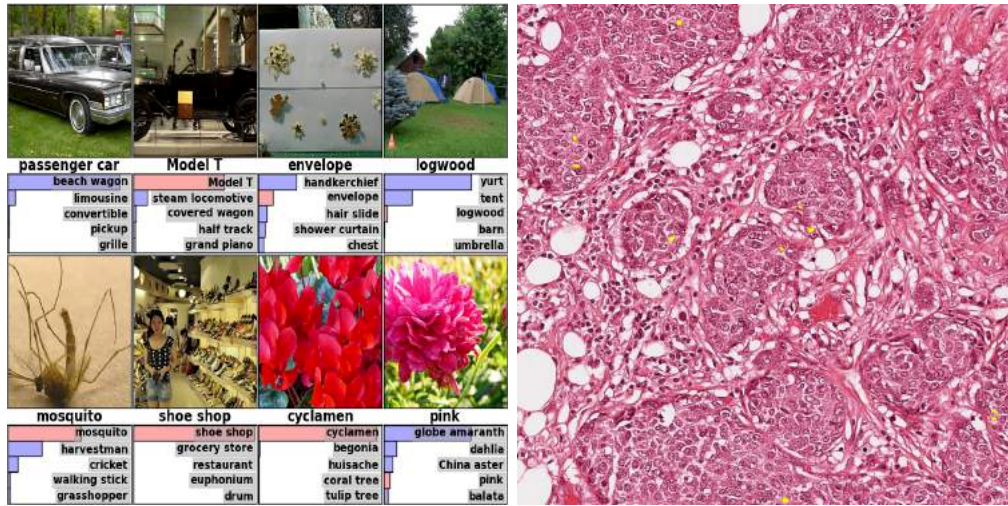 passenger car
Model T
envelope
logwood
beach wagon
limousine
convertible
pickup
grille
Model T
steam locomotive
covered wagon
half track
grand piano
handkerchief
envelope
hair slide
shower curtain
chest
yurt
tent
logwood
barn
umbrella
mosquito
shoe shop
cyclamen
pink
mosquito
harvestman
cricket
walking stick
grasshopper
shoe shop
grocery store
restaurant
euphonium
drum
cyclamen
begonia
huisache
coral tree
tulip tree
globe amaranth
dahlia
China aster
pink
balata